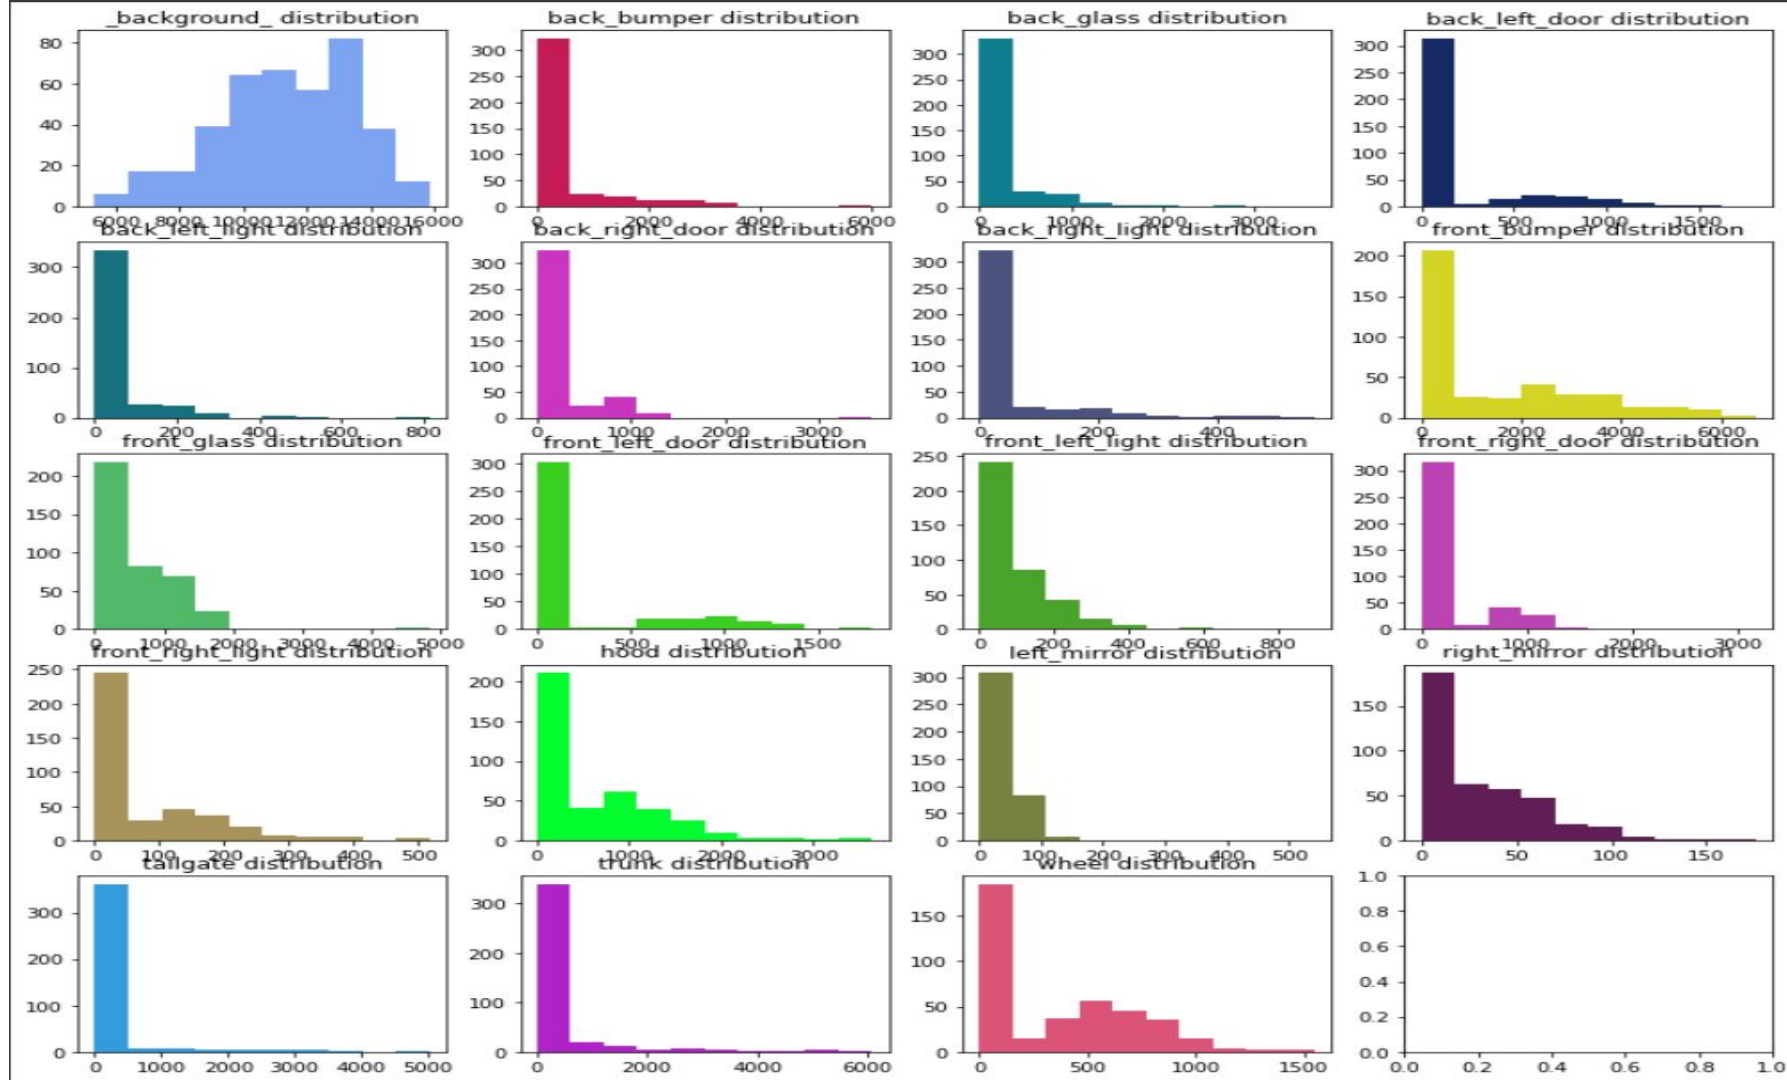 _background_ distribution back_bumper distribution back_glass distribution back_left_door distribution
80 60 40 20 0
6000 8000 10000 12000 14000 16000
300 250 200 150 100 50 0
0 2000 4000 6000
300 250 200 150 100 50 0
0 1000 2000 3000
300 250 200 150 100 50 0
0 500 1000 1500
back_left_light distribution back_right_door distribution back_right_light distribution front_bumper distribution
300 200 100 0
0 200 400 600 800
300 250 200 150 100 50 0
0 1000 2000 3000
300 250 200 150 100 50 0
0 200 400
200 150 100 50 0
0 2000 4000 6000
front_glass distribution front_left_door distribution front_left_light distribution front_right_door distribution
200 150 100 50 0
0 1000 2000 3000 4000 5000
300 250 200 150 100 50 0
0 500 1000 1500
250 200 150 100 50 0
0 200 400 600 800
300 250 200 150 100 50 0
0 1000 2000 3000
front_right_light distribution hood distribution left_mirror distribution right_mirror distribution
250 200 150 100 50 0
0 100 200 300 400 500
200 150 100 50 0
0 1000 2000 3000
300 250 200 150 100 50 0
0 100 200 300 400 500
150 100 50 0
0 50 100 150
tailgate distribution trunk distribution wheel distribution
300 200 100 0
0 1000 2000 3000 4000 5000
300 200 100 0
0 2000 4000 6000
150 100 50 0
0 500 1000 1500
1.0 0.8 0.6 0.4 0.2 0.0
0.0 0.2 0.4 0.6 0.8 1.0